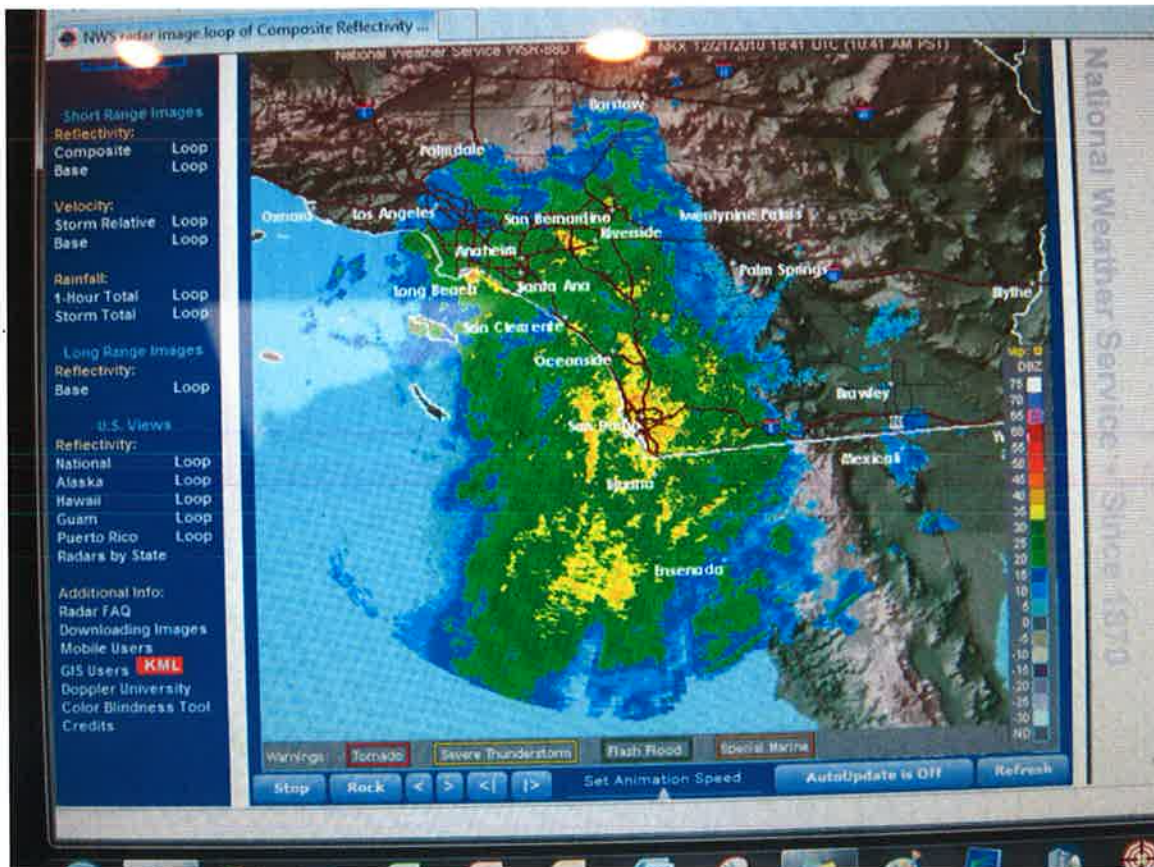 NWS radar image loop of Composite Reflectivity ...
National Weather Service WSR-88D NKX 12/21/2010 18:41 UTC (10:41 AM PST)
Short Range Images
Reflectivity:
Composite Loop
Base Loop
Velocity:
Storm Relative Loop
Base Loop
Rainfall:
1-Hour Total Loop
Storm Total Loop
Long Range Images
Reflectivity:
Base Loop
U.S. Views
Reflectivity:
National Loop
Alaska Loop
Hawaii Loop
Guam Loop
Puerto Rico Loop
Radars by State
Additional Info:
Radar FAQ
Downloading Images
Mobile Users
GIS Users KML
Doppler University
Color Blindness Tool
Credits
Barstow
Palmdale
Oxnard
Los Angeles
San Bernardino
Twentynine Palms
Riverside
Anaheim
Palm Springs
Long Beach
Santa Ana
Blythe
San Clemente
Oceanside
Brawley
San Diego
Mexicali
Tijuana
Ensenada
DBZ
75
70
65
60
55
50
45
40
35
30
25
20
15
10
5
0
-5
-10
-15
-20
-25
-30
ND
Warnings: Tornado Severe Thunderstorm Flash Flood Special Marine
Stop Rock < > <| |> Set Animation Speed AutoUpdate is Off Refresh
National Weather Service - Since 1870